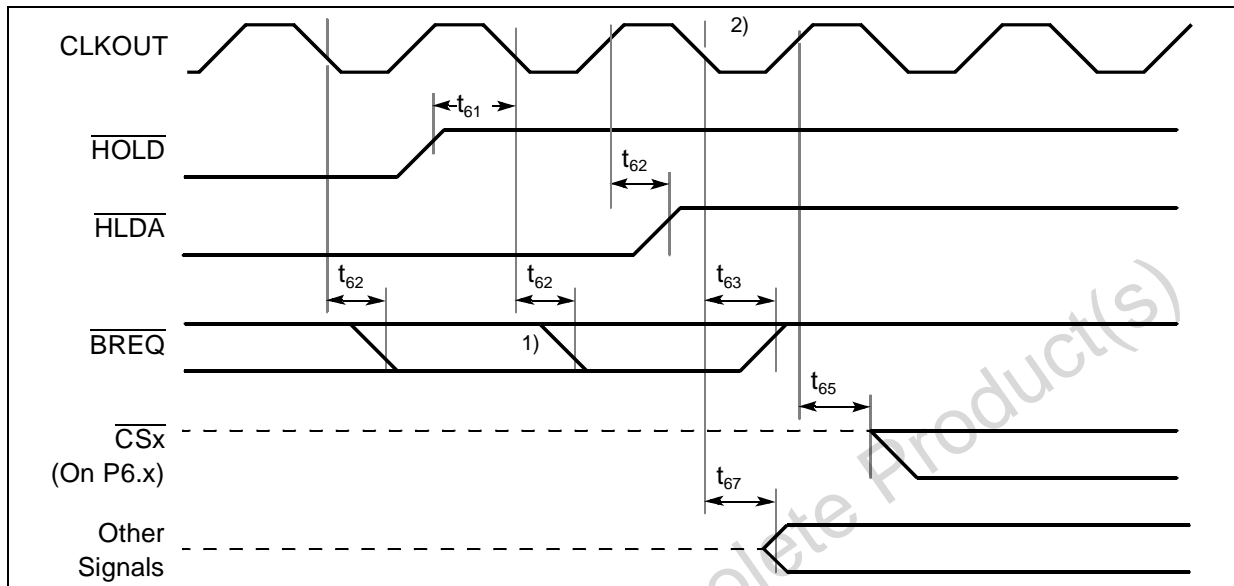 CLKOUT
2)
t61
HOLD
t62
HLDA
t62
t62
t63
BREQ
1)
t65
CSx
(On P6.x)
t67
Other
Signals
olete Product(s)